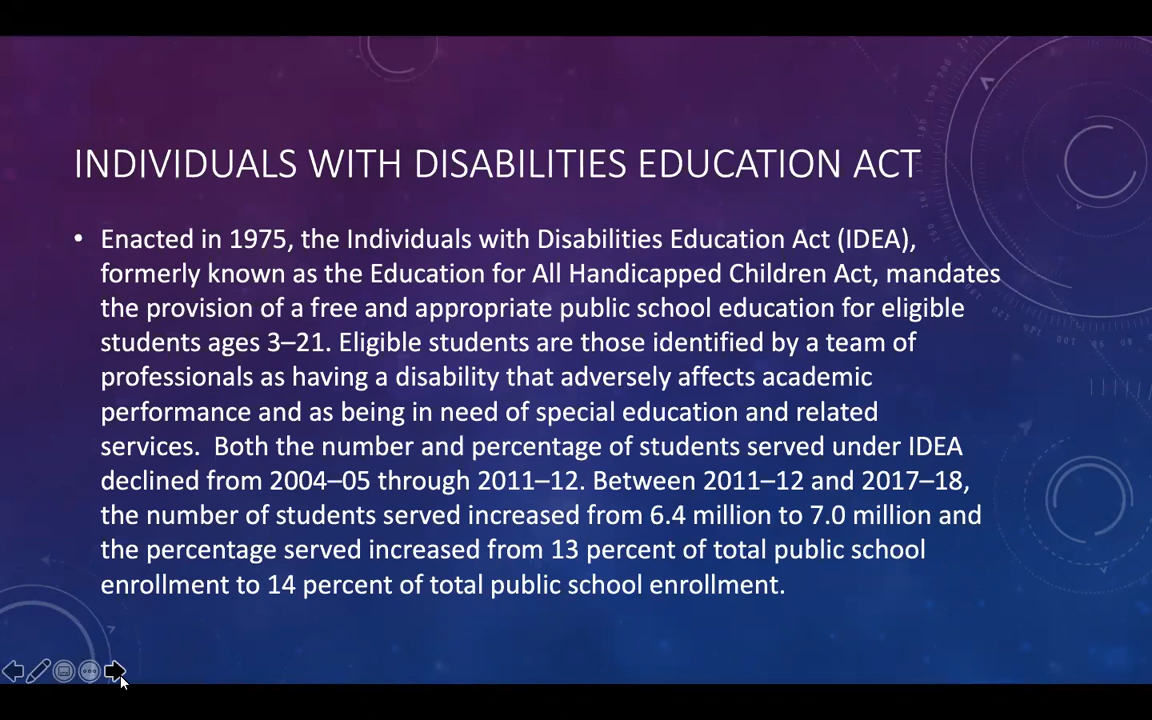 INDIVIDUALS WITH DISABILITIES EDUCATION ACT
• Enacted in 1975, the Individuals with Disabilities Education Act (IDEA),
formerly known as the Education for All Handicapped Children Act, mandates
the provision of a free and appropriate public school education for eligible
students ages 3–21. Eligible students are those identified by a team of
professionals as having a disability that adversely affects academic
performance and as being in need of special education and related
services.  Both the number and percentage of students served under IDEA
declined from 2004–05 through 2011–12. Between 2011–12 and 2017–18,
the number of students served increased from 6.4 million to 7.0 million and
the percentage served increased from 13 percent of total public school
enrollment to 14 percent of total public school enrollment.